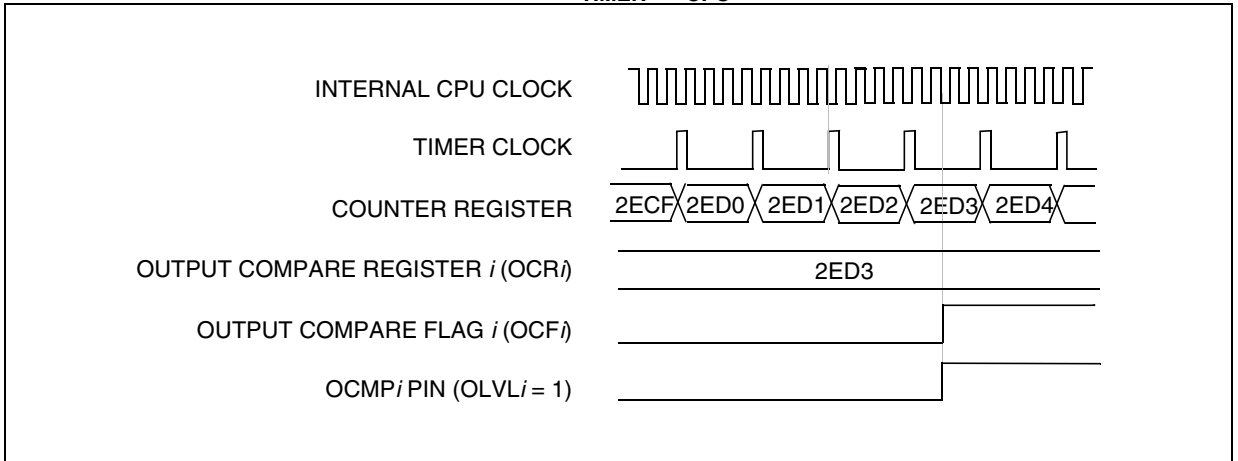 INTERNAL CPU CLOCK
TIMER CLOCK
COUNTER REGISTER
2ECF 2ED0 2ED1 2ED2 2ED3 2ED4
OUTPUT COMPARE REGISTER i (OCRi)
2ED3
OUTPUT COMPARE FLAG i (OCFi)
OCMPi PIN (OLVLi = 1)